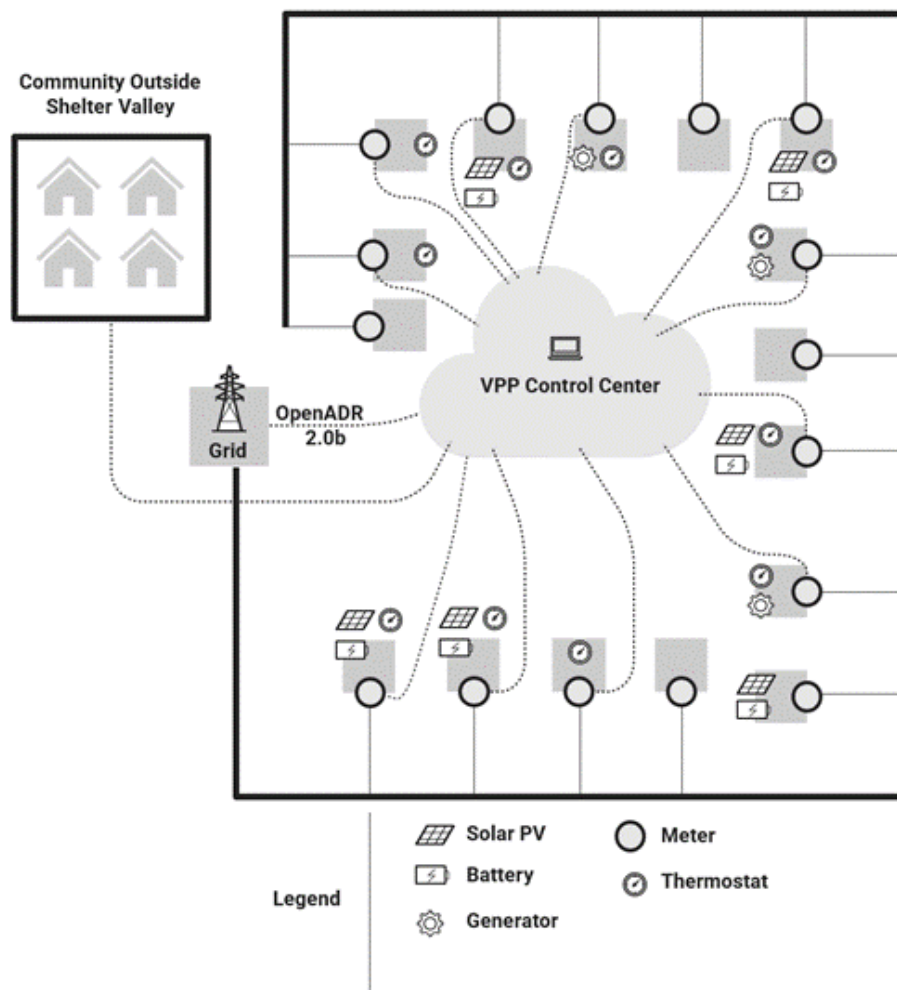 Community Outside
Shelter Valley
VPP Control Center
OpenADR
2.0b
Grid
Legend
Solar PV
Battery
Generator
Meter
Thermostat